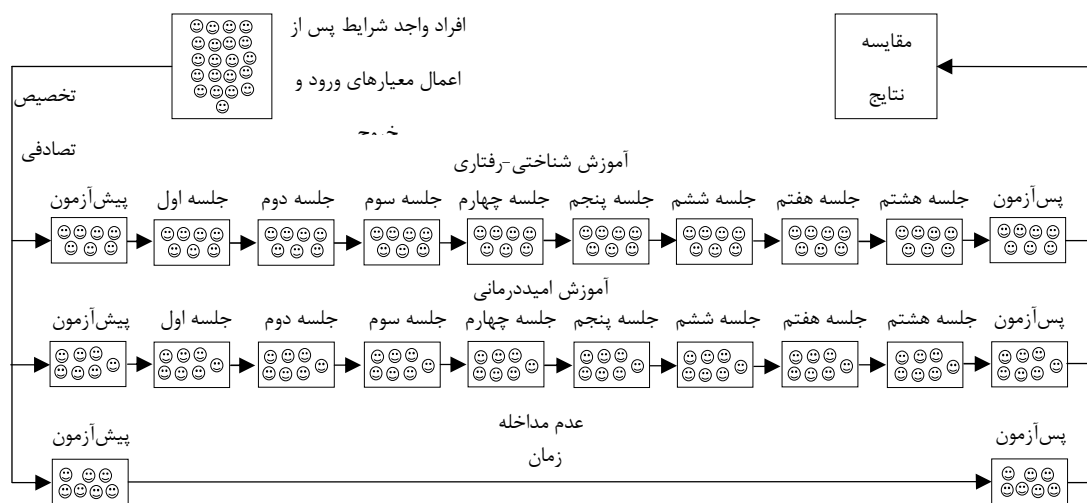 افراد واجد شرایط پس از
اعمال معیارهای ورود و
خروج
مقایسه
نتایج
تخصیص
تصادفی
آموزش شناختی-رفتاری
پیش‌آزمون جلسه اول جلسه دوم جلسه سوم جلسه چهارم جلسه پنجم جلسه ششم جلسه هفتم جلسه هشتم پس‌آزمون
آموزش امیددرمانی
پیش‌آزمون جلسه اول جلسه دوم جلسه سوم جلسه چهارم جلسه پنجم جلسه ششم جلسه هفتم جلسه هشتم پس‌آزمون
عدم مداخله
پیش‌آزمون پس‌آزمون
زمان